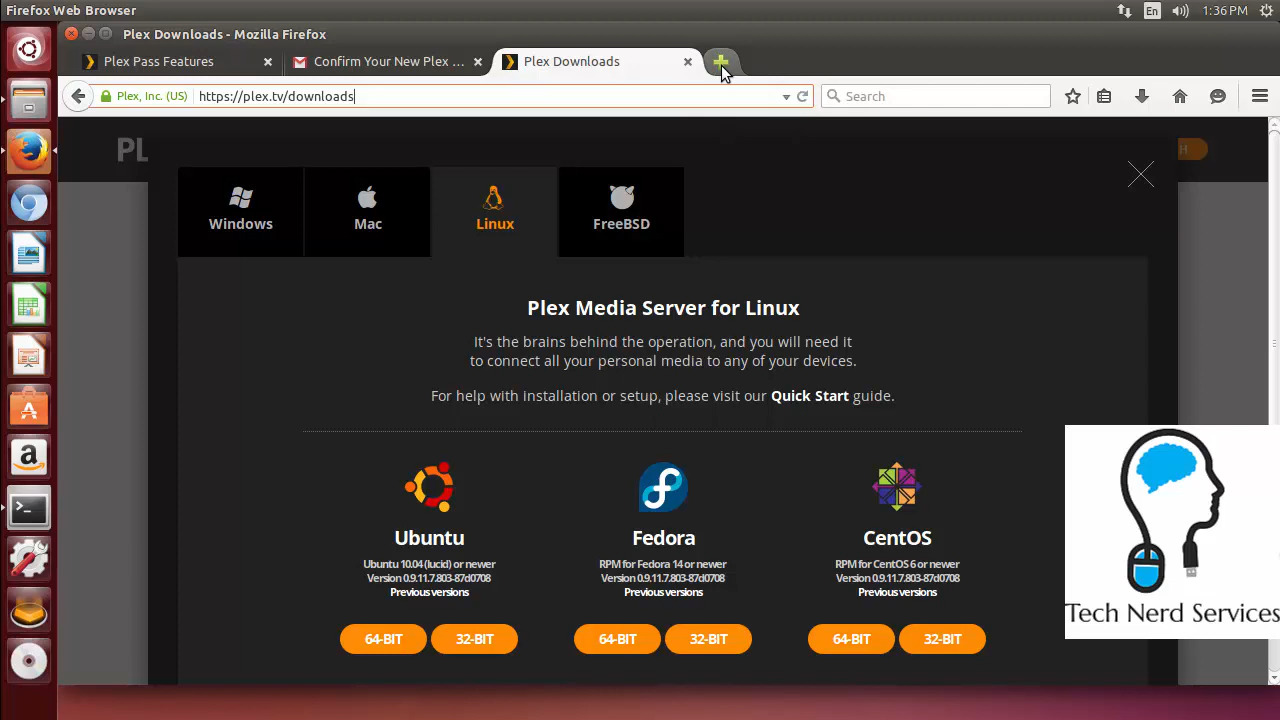 Firefox Web Browser
En
1:36 PM
Plex Downloads - Mozilla Firefox
Plex Pass Features
Confirm Your New Plex ...
Plex Downloads
Plex, Inc. (US)
https://plex.tv/downloads
Search
PL
H
Windows
Mac
Linux
FreeBSD
Plex Media Server for Linux
It's the brains behind the operation, and you will need it
to connect all your personal media to any of your devices.
For help with installation or setup, please visit our Quick Start guide.
Ubuntu
Ubuntu 10.04 (lucid) or newer
Version 0.9.11.7.803-87d0708
Previous versions
64-BIT
32-BIT
Fedora
RPM for Fedora 14 or newer
Version 0.9.11.7.803-87d0708
Previous versions
64-BIT
32-BIT
CentOS
RPM for CentOS 6 or newer
Version 0.9.11.7.803-87d0708
Previous versions
64-BIT
32-BIT
Tech Nerd Services